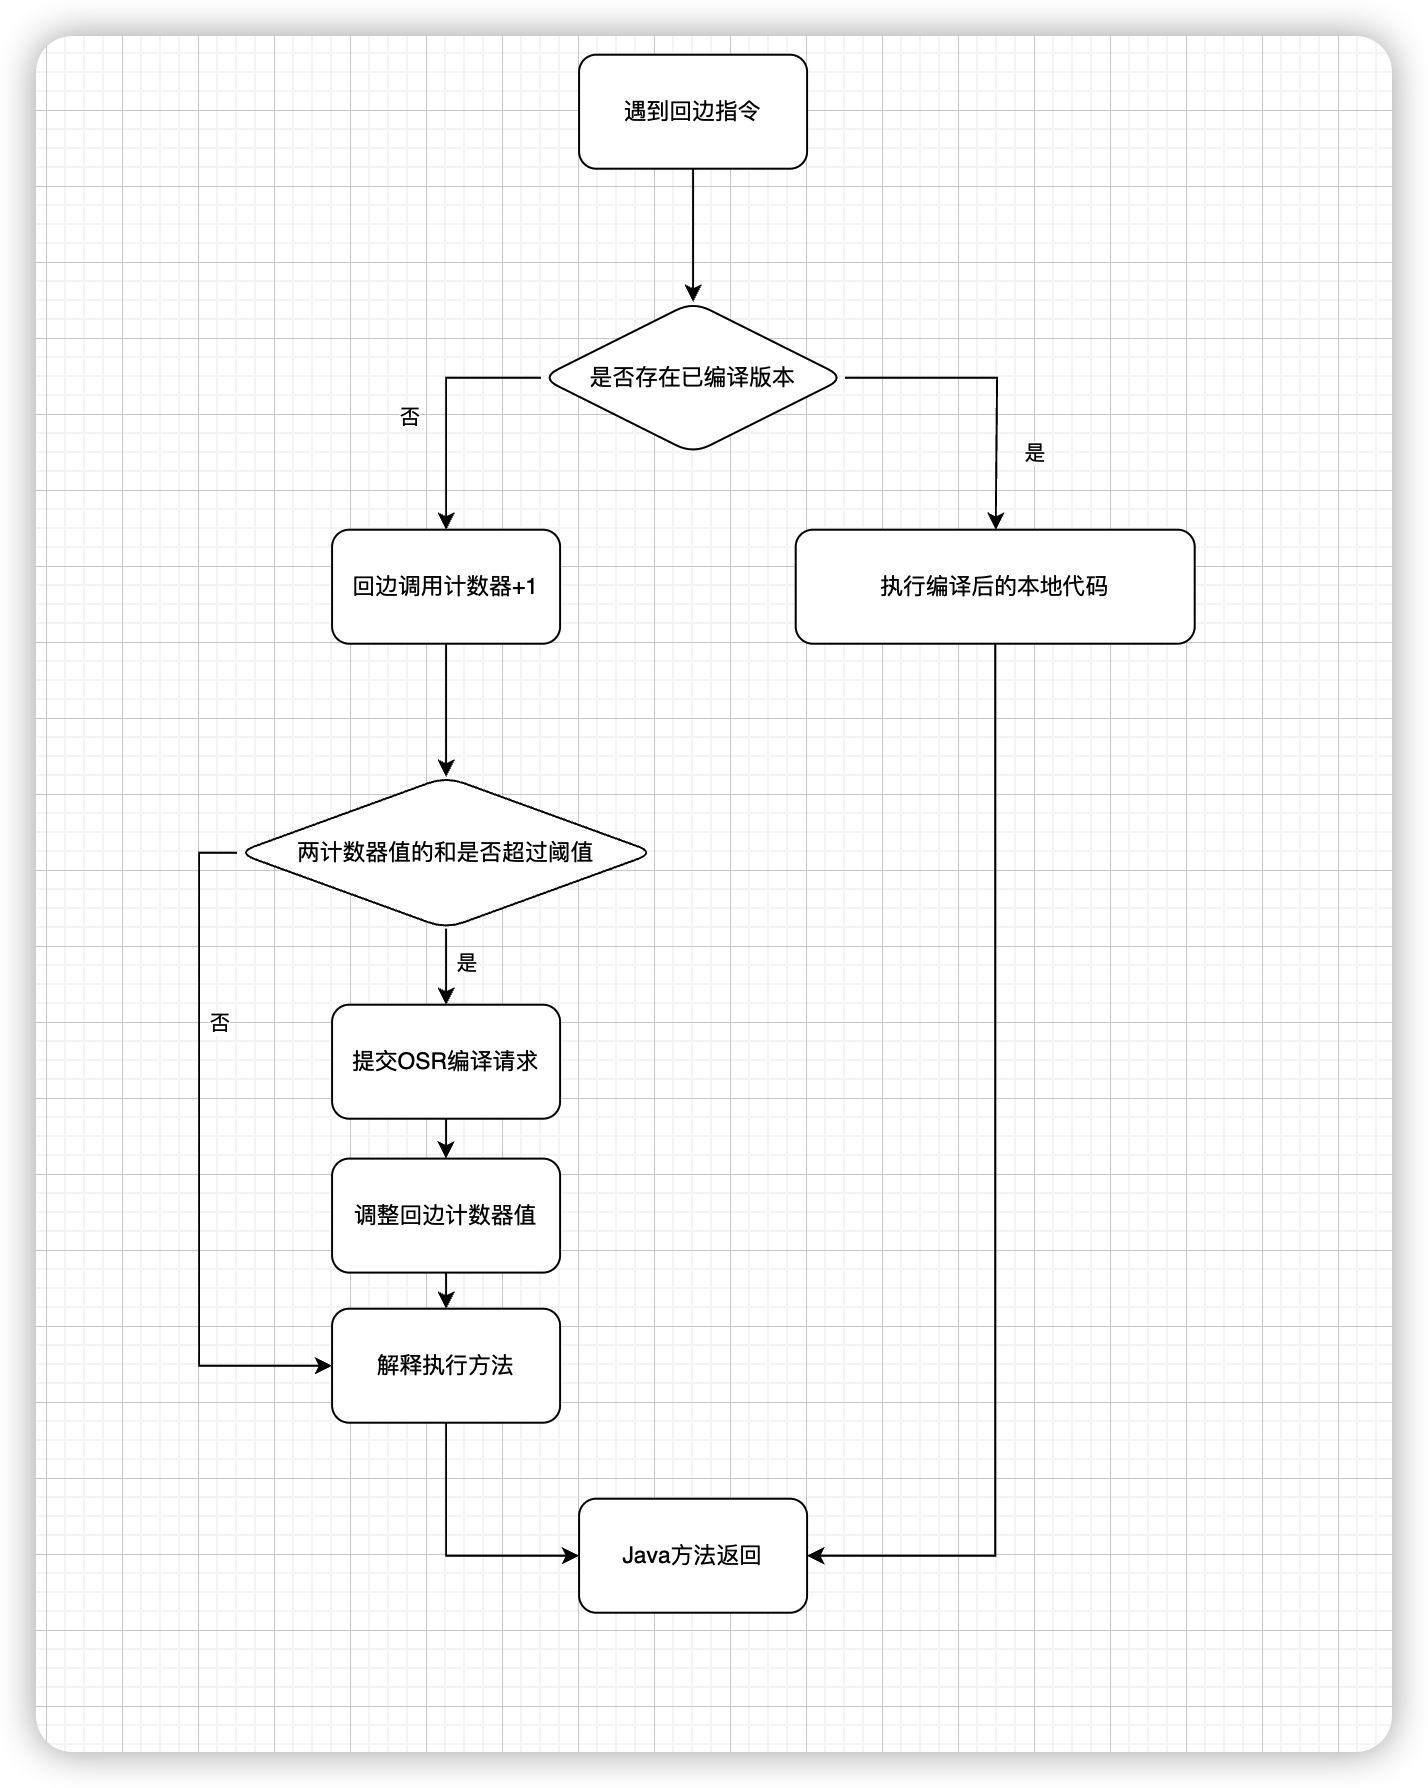 遇到回边指令
是否存在已编译版本
否
是
回边调用计数器+1
执行编译后的本地代码
两计数器值的和是否超过阈值
是
否
提交OSR编译请求
调整回边计数器值
解释执行方法
Java方法返回